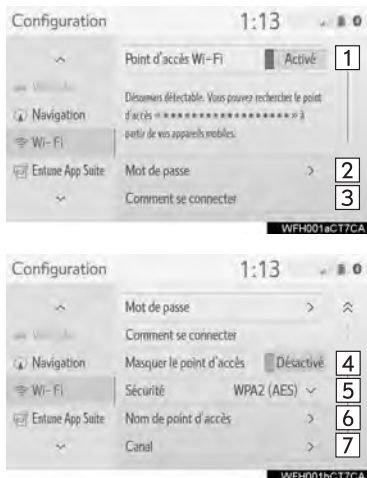 Configuration 1:13
Point d'accès Wi-Fi Activé 1
Désormais détectable. Vous pouvez rechercher le point
d'accès « ******************** » à
partir de vos appareils mobiles.
Navigation
Wi-Fi
Entune App Suite Mot de passe > 2
Comment se connecter 3
WFH001aCT7CA
Configuration 1:13
Mot de passe >
Comment se connecter
Navigation Masquer le point d'accès Désactivé 4
Wi-Fi Sécurité WPA2 (AES) 5
Entune App Suite Nom de point d'accès > 6
Canal > 7
WFH001bCT7CA